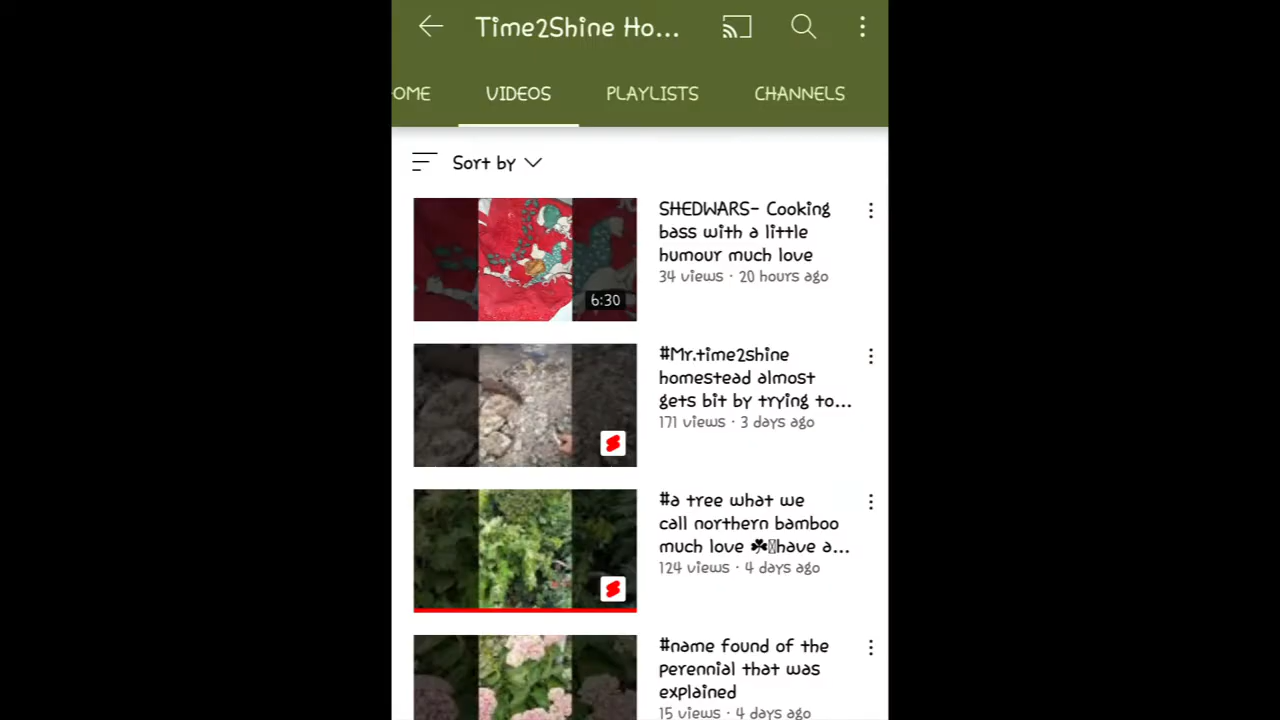 Time2Shine Ho...
OME VIDEOS PLAYLISTS CHANNELS
Sort by
SHEDWARS- Cooking
bass with a little
humour much love
34 views · 20 hours ago
6:30
#Mr.time2shine
homestead almost
gets bit by trying to...
171 views · 3 days ago
#a tree what we
call northern bamboo
much love ☘️have a...
124 views · 4 days ago
#name found of the
perennial that was
explained
15 views · 4 days ago